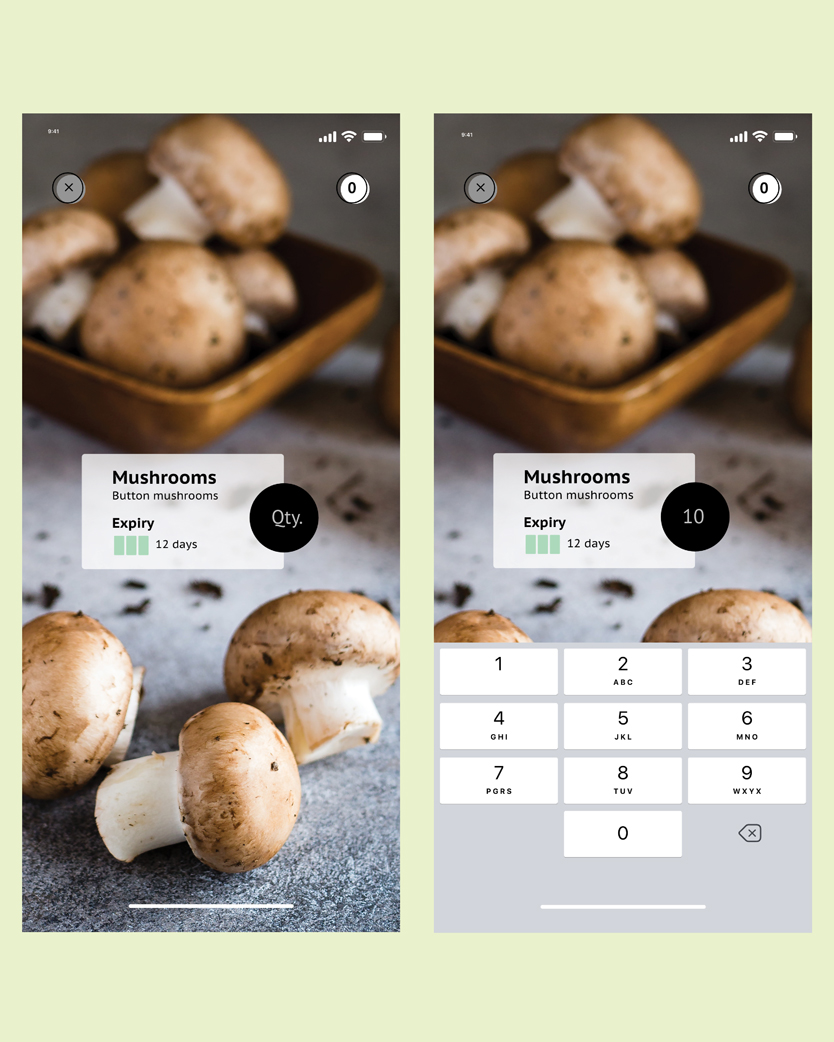 9:41
×
0
Mushrooms
Button mushrooms
Expiry
12 days
Qty.
9:41
×
0
Mushrooms
Button mushrooms
Expiry
12 days
10
1
2
ABC
3
DEF
4
GHI
5
JKL
6
MNO
7
PGRS
8
TUV
9
WXYX
0